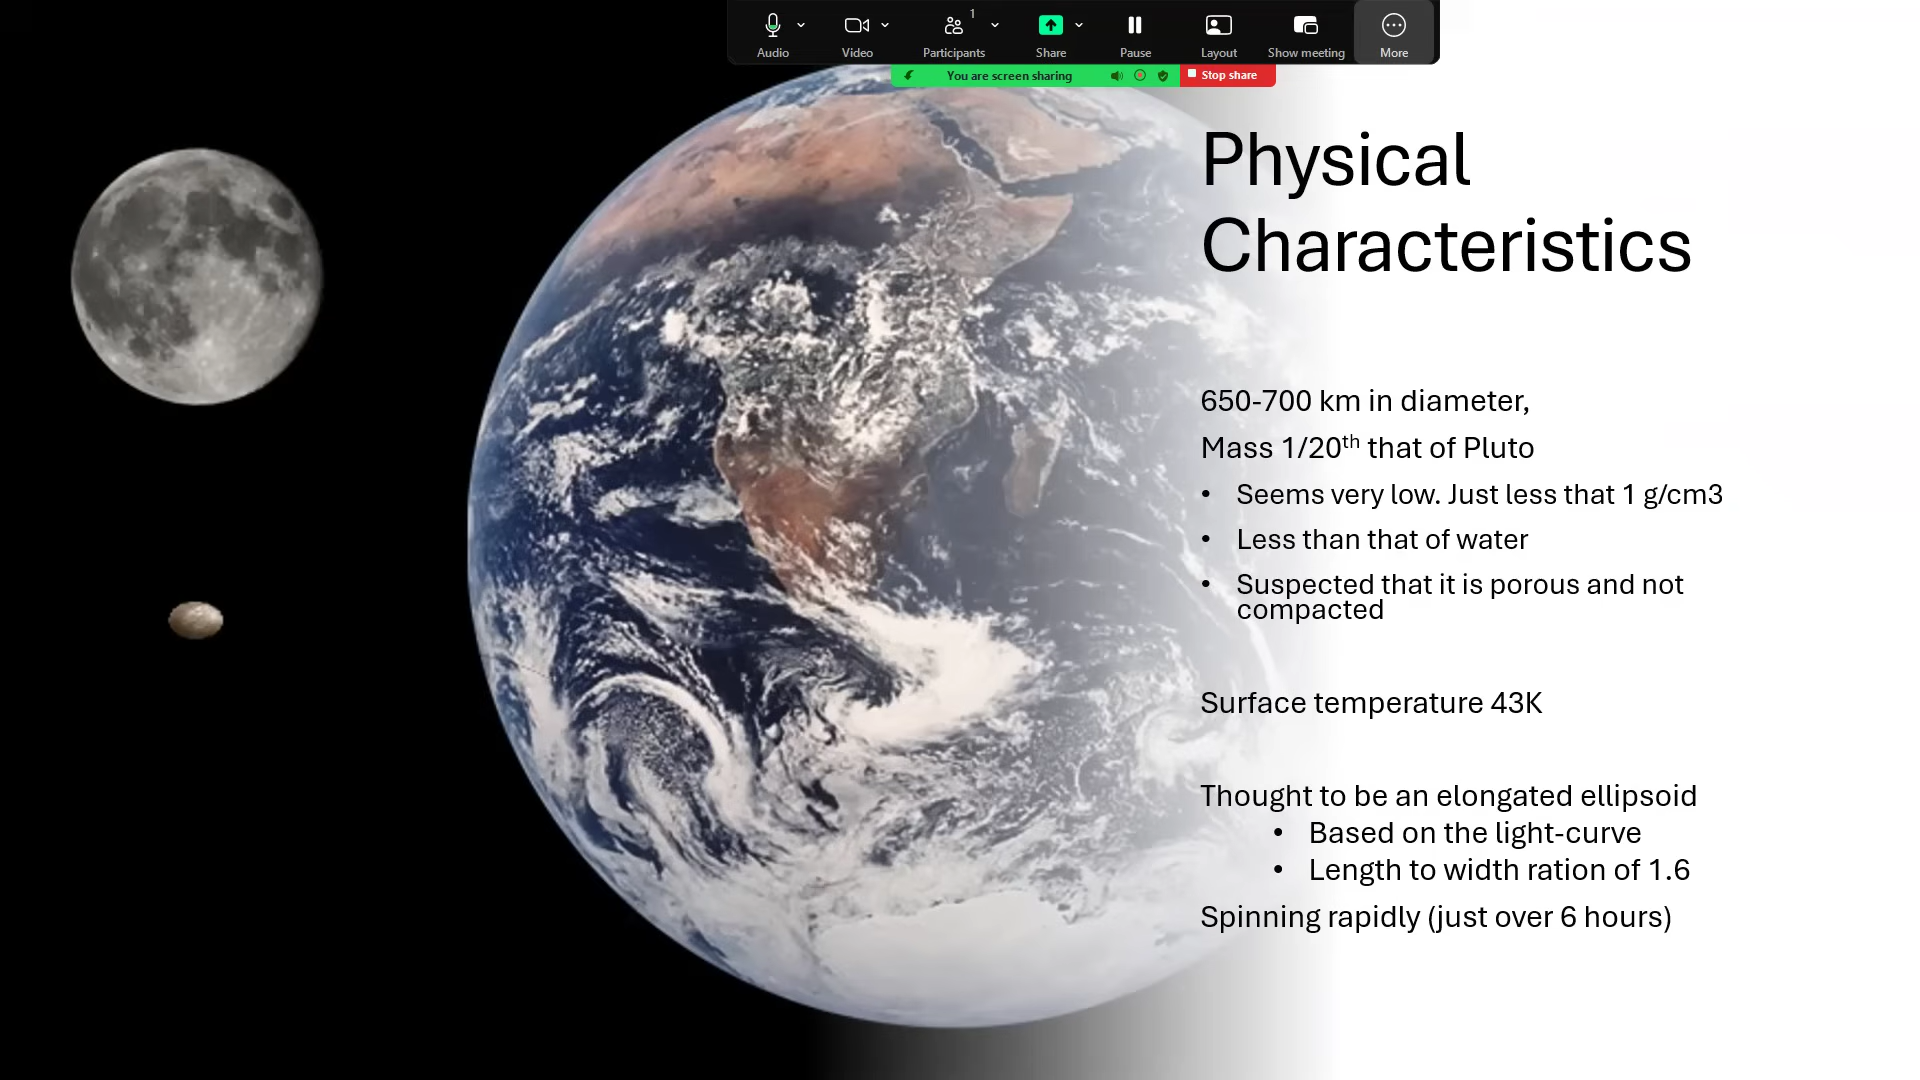 1
Audio
Video
Participants
Share
Pause
Layout
Show meeting
More
You are screen sharing
Stop share
Physical
Characteristics
650-700 km in diameter,
Mass 1/20th that of Pluto
• Seems very low. Just less that 1 g/cm3
• Less than that of water
• Suspected that it is porous and not
compacted
Surface temperature 43K
Thought to be an elongated ellipsoid
• Based on the light-curve
• Length to width ration of 1.6
Spinning rapidly (just over 6 hours)